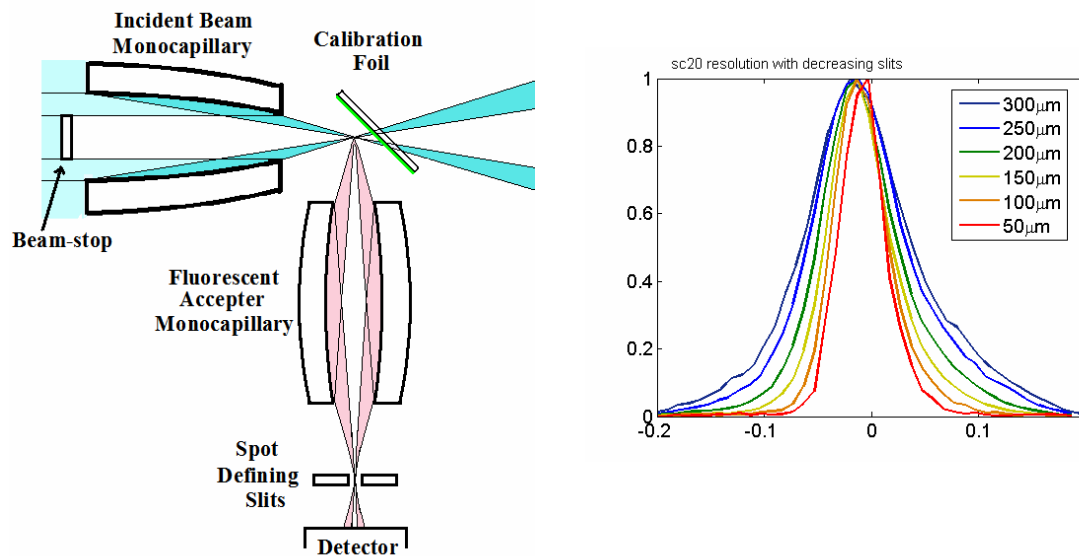 Incident Beam
Monocapillary
Calibration
Foil
Beam-stop
Fluorescent
Accepter
Monocapillary
Spot
Defining
Slits
Detector
sc20 resolution with decreasing slits
1
0.8
0.6
0.4
0.2
0
-0.2
-0.1
0
0.1
300μm
250μm
200μm
150μm
100μm
50μm